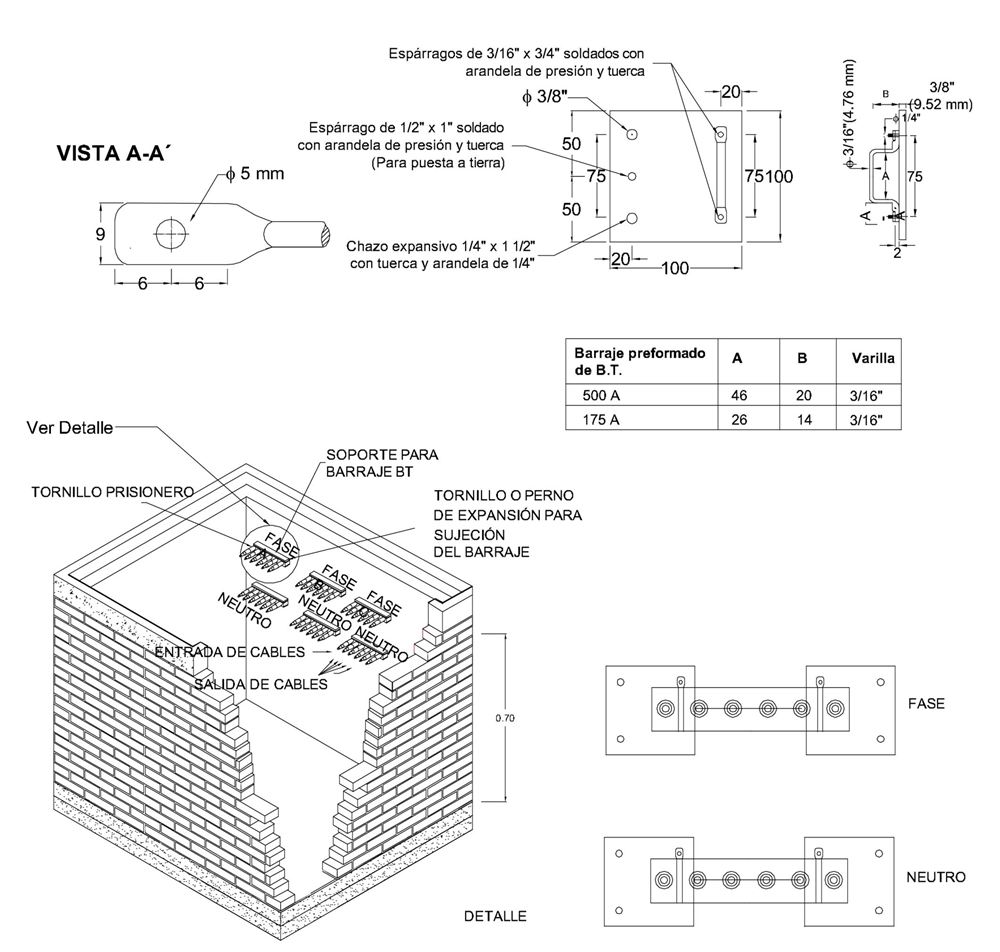 Espárragos de 3/16" x 3/4" soldados con
arandela de presión y tuerca
ϕ 3/8"
20
Espárrago de 1/2" x 1" soldado
con arandela de presión y tuerca
(Para puesta a tierra)
50
75
50
75
100
Chazo expansivo 1/4" x 1 1/2"
con tuerca y arandela de 1/4"
20
100
ϕ 3/16"(4.76 mm)
B
3/8"
(9.52 mm)
ϕ
1/4"
A
75
A
A
2
VISTA A-A´
ϕ 5 mm
9
6
6
Barraje preformado de B.T. A B Varilla
500 A 46 20 3/16"
175 A 26 14 3/16"
Ver Detalle
SOPORTE PARA
BARRAJE BT
TORNILLO PRISIONERO
TORNILLO O PERNO
DE EXPANSIÓN PARA
SUJECIÓN
DEL BARRAJE
FASE
A
FASE
B
FASE
NEUTRO
NEUTRO
NEUTRO
ENTRADA DE CABLES
SALIDA DE CABLES
0.70
FASE
NEUTRO
DETALLE